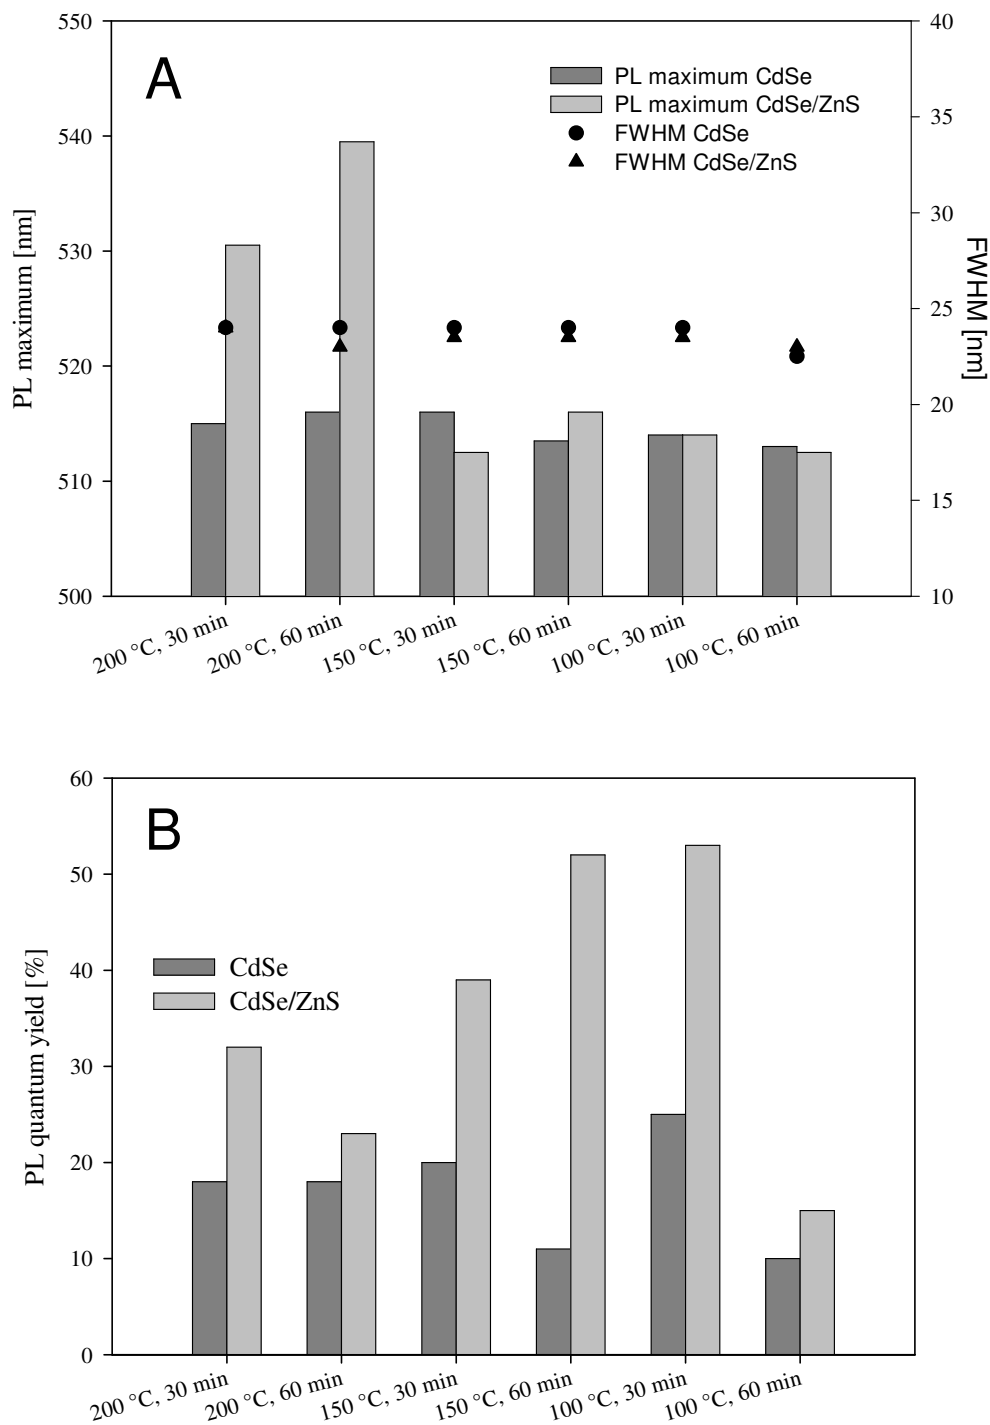 A
PL maximum CdSe
PL maximum CdSe/ZnS
FWHM CdSe
FWHM CdSe/ZnS
550
540
530
520
510
500
PL maximum [nm]
40
35
30
25
20
15
10
FWHM [nm]
200 °C, 30 min
200 °C, 60 min
150 °C, 30 min
150 °C, 60 min
100 °C, 30 min
100 °C, 60 min
B
CdSe
CdSe/ZnS
60
50
40
30
20
10
0
PL quantum yield [%]
200 °C, 30 min
200 °C, 60 min
150 °C, 30 min
150 °C, 60 min
100 °C, 30 min
100 °C, 60 min